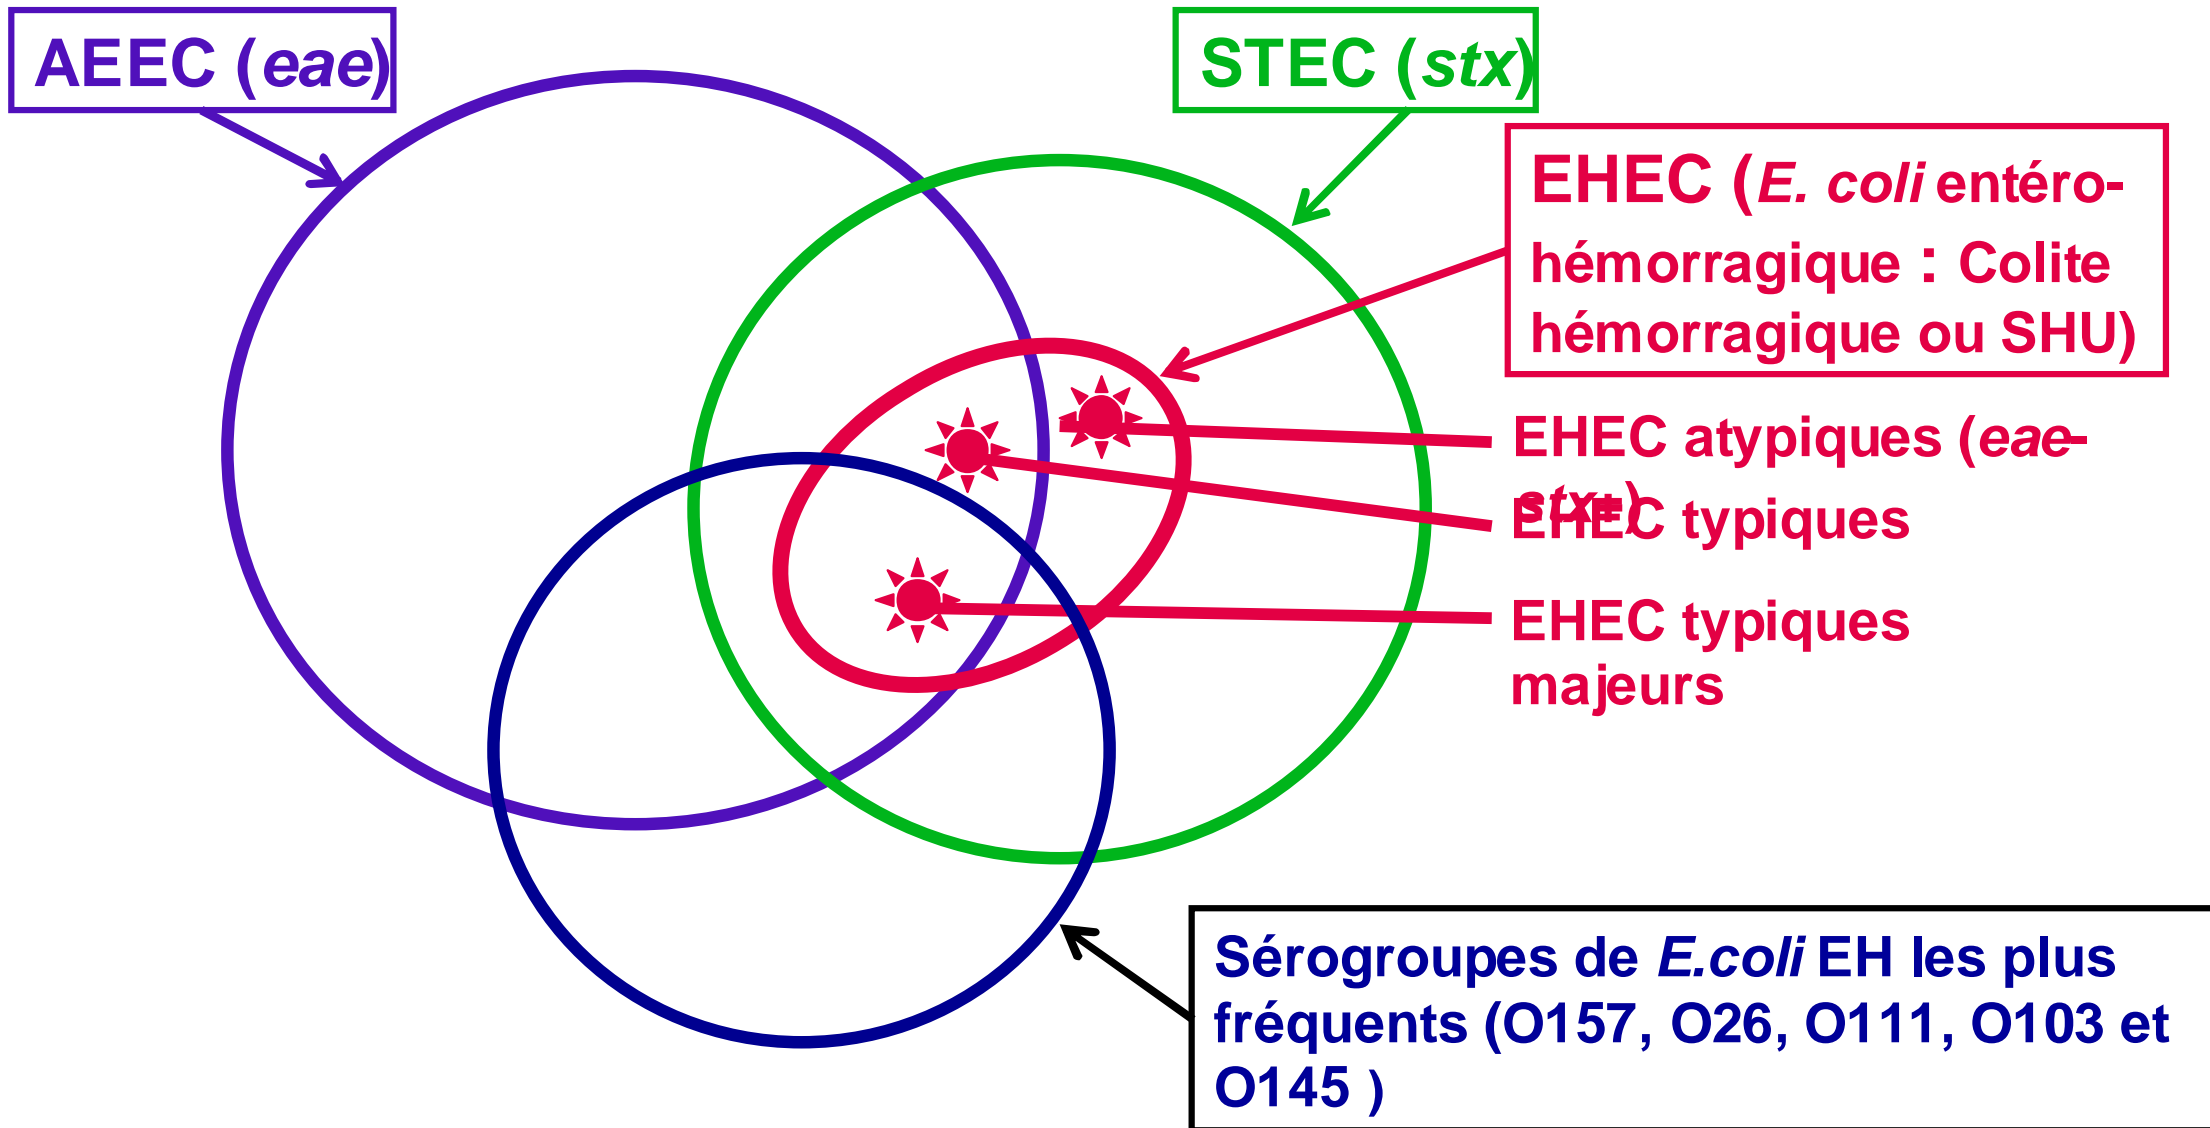 AEEC (eae)
STEC (stx)
EHEC (E. coli entéro-
hémorragique : Colite
hémorragique ou SHU)
EHEC atypiques (eae-
stx+)
EHEC typiques
EHEC typiques
majeurs
Sérogroupes de E.coli EH les plus
fréquents (O157, O26, O111, O103 et
O145 )